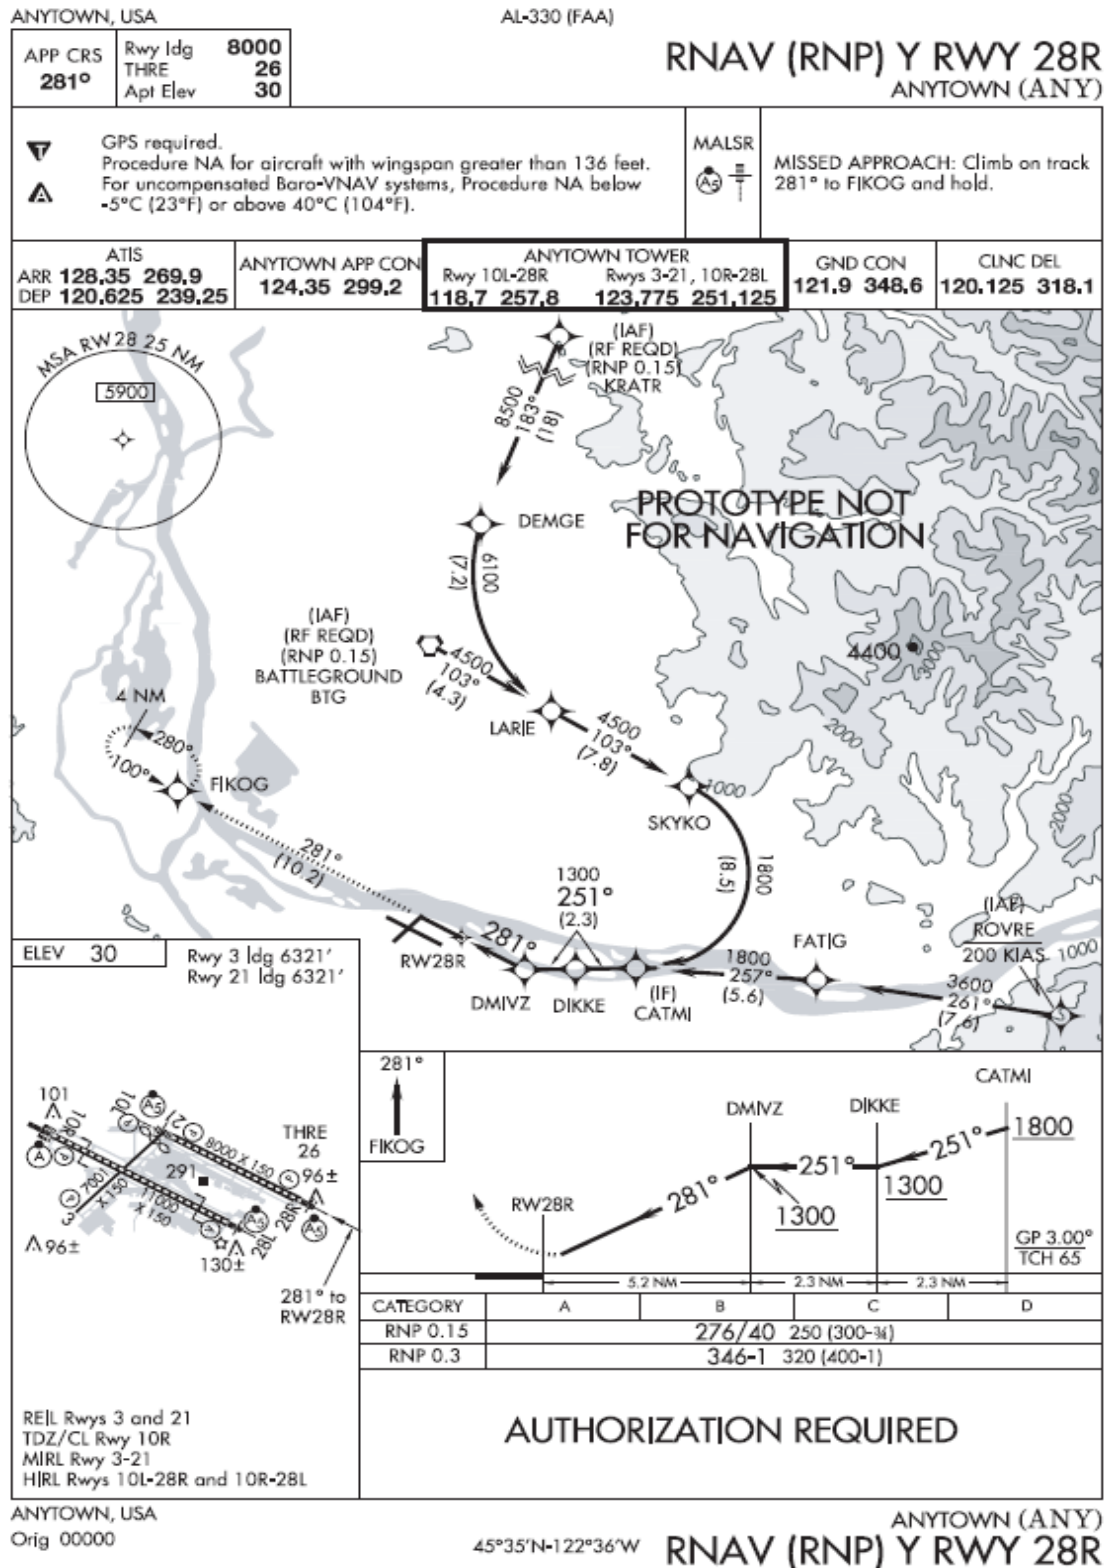 ANYTOWN, USA
AL-330 (FAA)
RNAV (RNP) Y RWY 28R
ANYTOWN (ANY)
APP CRS
281°
Rwy ldg 8000
THRE 26
Apt Elev 30
T
A
GPS required.
Procedure NA for aircraft with wingspan greater than 136 feet.
For uncompensated Baro-VNAV systems, Procedure NA below
-5°C (23°F) or above 40°C (104°F).
MALSR
A5
MISSED APPROACH: Climb on track
281° to FIKOG and hold.
ATIS
ARR 128.35 269.9
DEP 120.625 239.25
ANYTOWN APP CON
124.35 299.2
ANYTOWN TOWER
Rwy 10L-28R Rwys 3-21, 10R-28L
118.7 257.8 123.775 251.125
GND CON
121.9 348.6
CLNC DEL
120.125 318.1
MSA RW28 25 NM
5900
(IAF)
(RF REQD)
(RNP 0.15)
KRATR
8500
183°
(18)
PROTOTYPE NOT
FOR NAVIGATION
DEMGE
6100
(7.2)
(IAF)
(RF REQD)
(RNP 0.15)
BATTLEGROUND
BTG
4500
103°
(4.3)
4400
3000
2000
2000
1000
1000
LARIE
4500
103°
(7.8)
4 NM
280°
100°
FIKOG
SKYKO
281°
(10.2)
1800
(8.5)
1300
251°
(2.3)
281°
RW28R
DMIVZ
DIKKE
(IF)
CATMI
1800
257°
(5.6)
FATIG
(IAF)
ROVRE
200 KIAS
3600
261°
(7.6)
S
ELEV 30
Rwy 3 ldg 6321'
Rwy 21 ldg 6321'
101
10L
10R
A5
21
P
8000 X 150
THRE
26
A
P
291
P
96±
7001
X 150
11000
X 150
P
3
P
A5
28L
28R
A5
96±
130±
281° to
RW28R
REIL Rwys 3 and 21
TDZ/CL Rwy 10R
MIRL Rwy 3-21
HIRL Rwys 10L-28R and 10R-28L
281°
FIKOG
CATMI
DMIVZ
DIKKE
1800
251°
251°
1300
281°
1300
RW28R
GP 3.00°
TCH 65
5.2 NM
2.3 NM
2.3 NM
CATEGORY A B C D
RNP 0.15 276/40 250 (300-¾)
RNP 0.3 346-1 320 (400-1)
AUTHORIZATION REQUIRED
ANYTOWN, USA
Orig 00000
45°35'N-122°36'W
ANYTOWN (ANY)
RNAV (RNP) Y RWY 28R